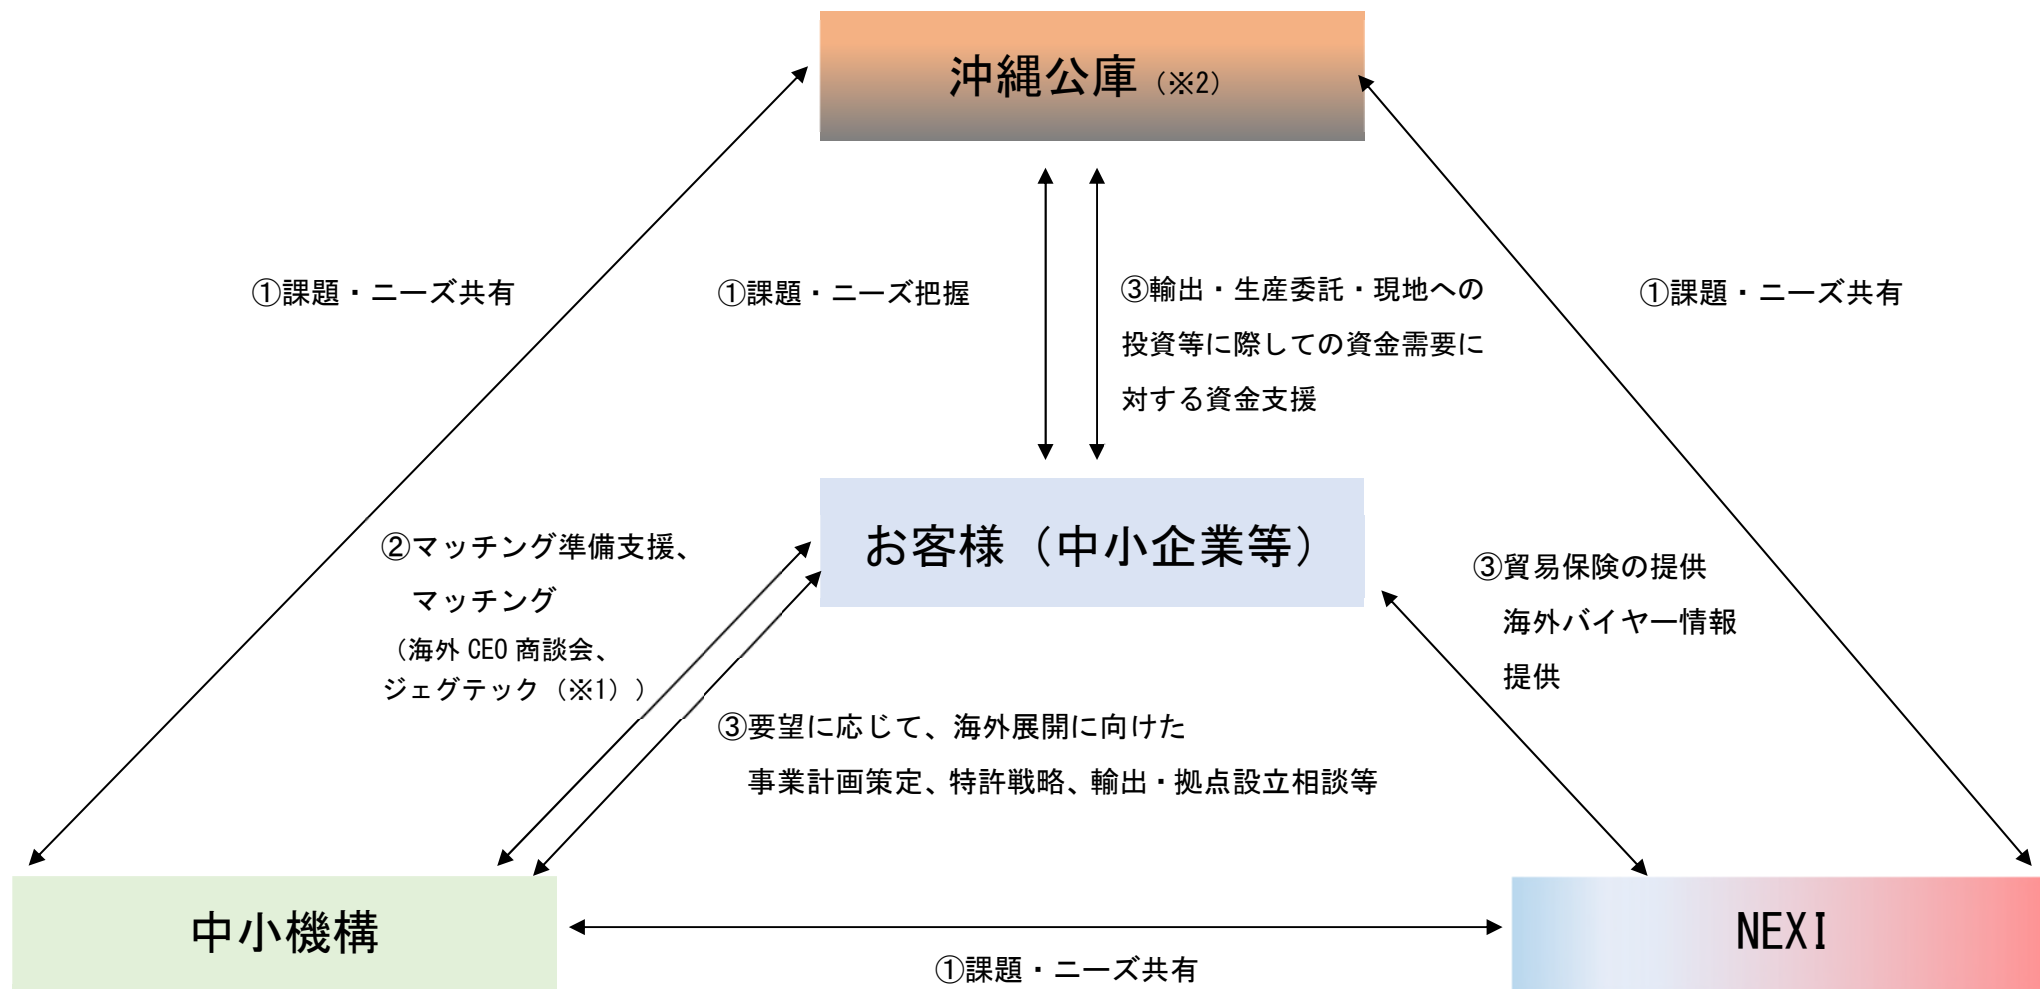 沖縄公庫（※2）
①課題・ニーズ共有
①課題・ニーズ把握
③輸出・生産委託・現地への
投資等に際しての資金需要に
対する資金支援
①課題・ニーズ共有
お客様（中小企業等）
②マッチング準備支援、
マッチング
（海外 CEO 商談会、
ジェグテック（※1））
③貿易保険の提供
海外バイヤー情報
提供
③要望に応じて、海外展開に向けた
事業計画策定、特許戦略、輸出・拠点設立相談等
中小機構
NEXI
①課題・ニーズ共有